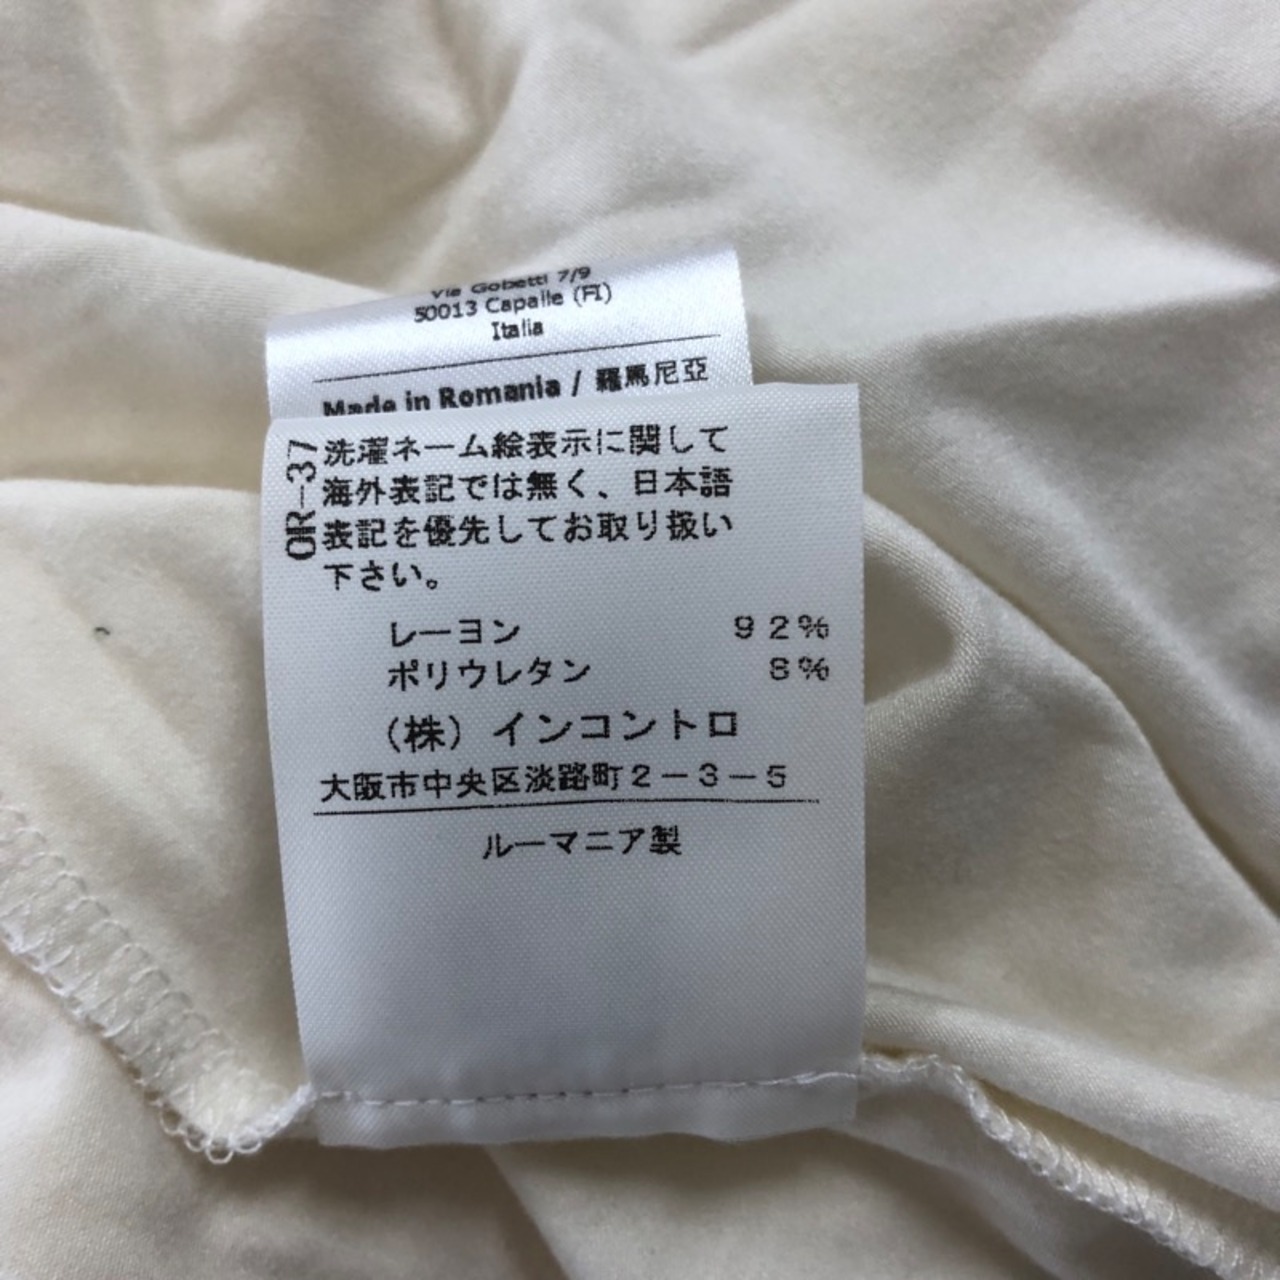 Via Gobetti 7/9
50013 Capalle (FI)
Italia
Made in Romania / 羅馬尼亞
OR-37
洗濯ネーム絵表示に関して
海外表記では無く、日本語
表記を優先してお取り扱い
下さい。
レーヨン 92%
ポリウレタン 8%
（株）インコントロ
大阪市中央区淡路町2-3-5
ルーマニア製